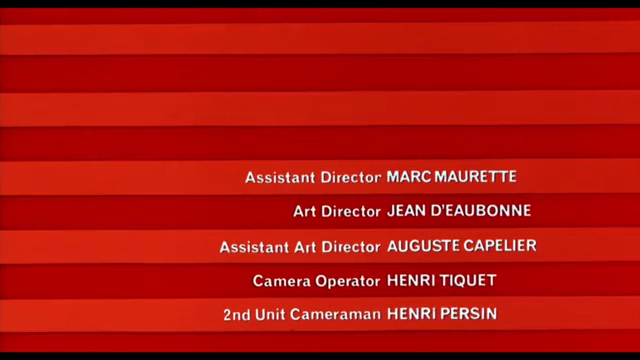 Assistant Director MARC MAURETTE
Art Director JEAN D'EAUBONNE
Assistant Art Director AUGUSTE CAPELIER
Camera Operator HENRI TIQUET
2nd Unit Cameraman HENRI PERSIN